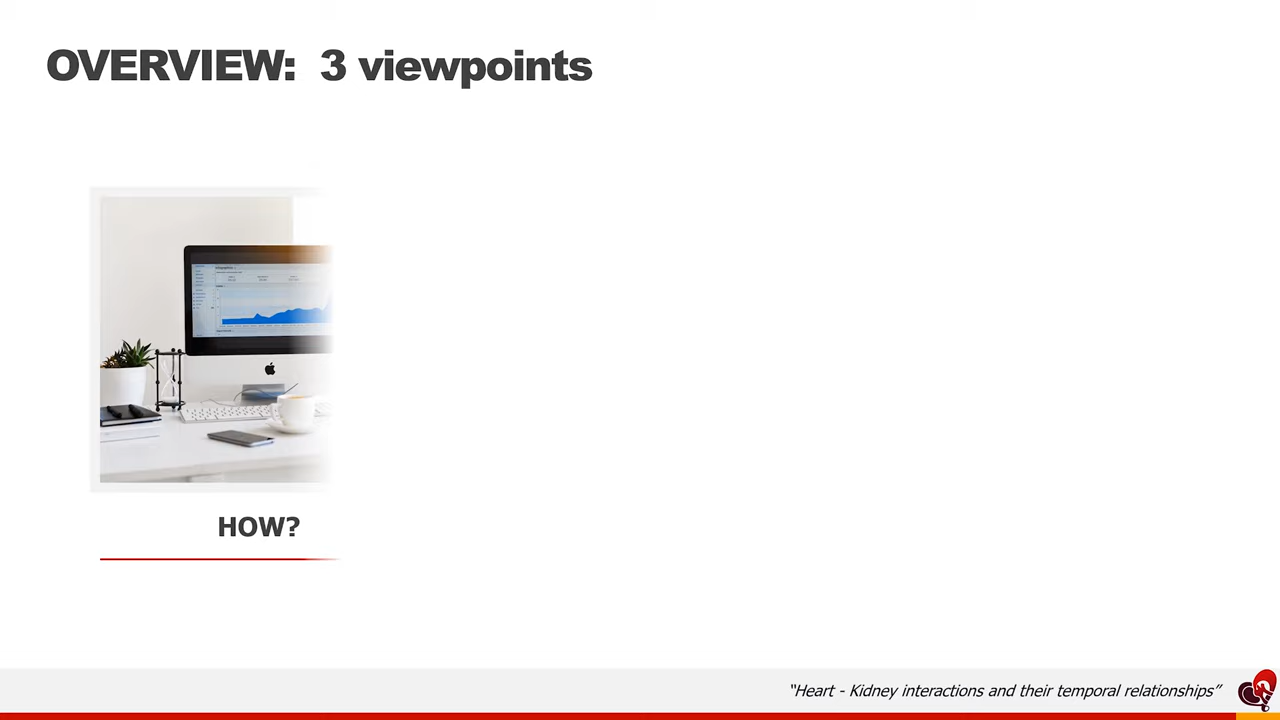 OVERVIEW: 3 viewpoints
HOW?
“Heart - Kidney interactions and their temporal relationships”